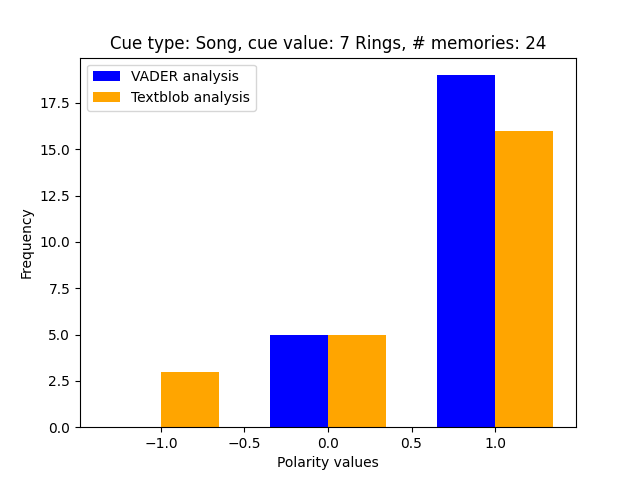 Cue type: Song, cue value: 7 Rings, # memories: 24
VADER analysis
Textblob analysis
Frequency
17.5
15.0
12.5
10.0
7.5
5.0
2.5
0.0
−1.0 −0.5 0.0 0.5 1.0
Polarity values